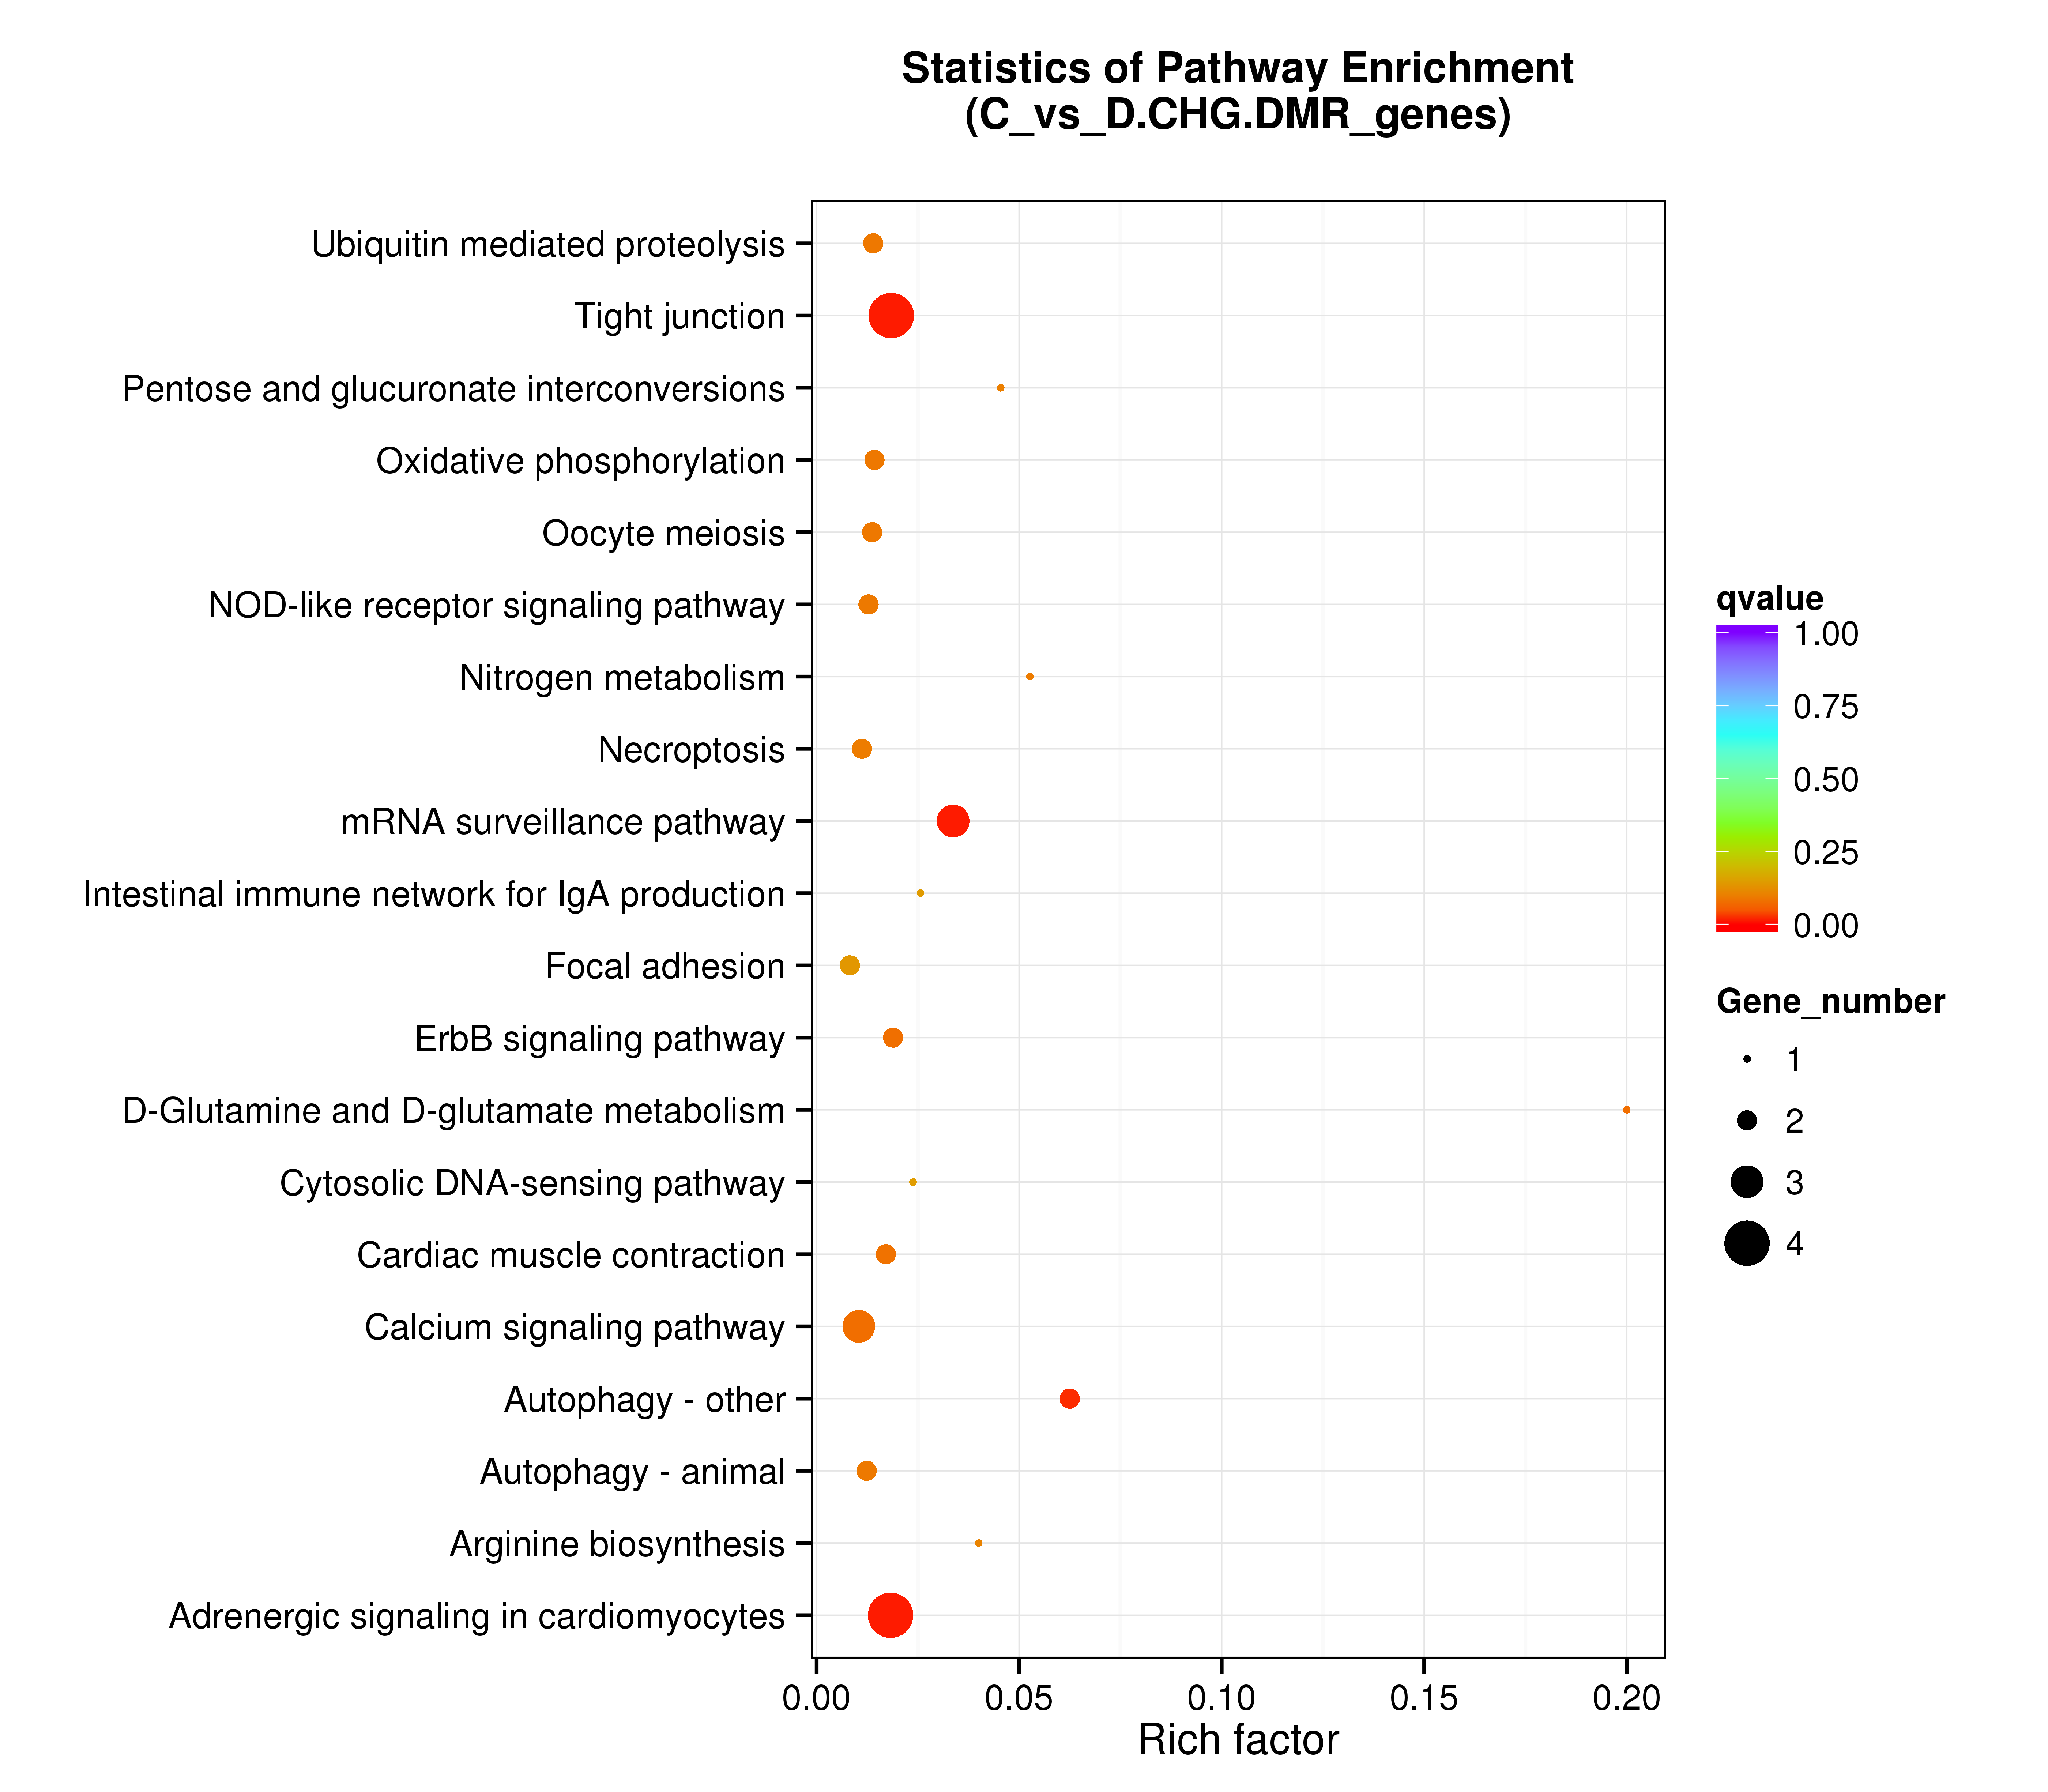 Statistics of Pathway Enrichment
(C_vs_D.CHG.DMR_genes)
Ubiquitin mediated proteolysis
Tight junction
Pentose and glucuronate interconversions
Oxidative phosphorylation
Oocyte meiosis
NOD-like receptor signaling pathway
Nitrogen metabolism
Necroptosis
mRNA surveillance pathway
Intestinal immune network for IgA production
Focal adhesion
ErbB signaling pathway
D-Glutamine and D-glutamate metabolism
Cytosolic DNA-sensing pathway
Cardiac muscle contraction
Calcium signaling pathway
Autophagy - other
Autophagy - animal
Arginine biosynthesis
Adrenergic signaling in cardiomyocytes
0.00 0.05 0.10 0.15 0.20
Rich factor
qvalue
1.00
0.75
0.50
0.25
0.00
Gene_number
1
2
3
4